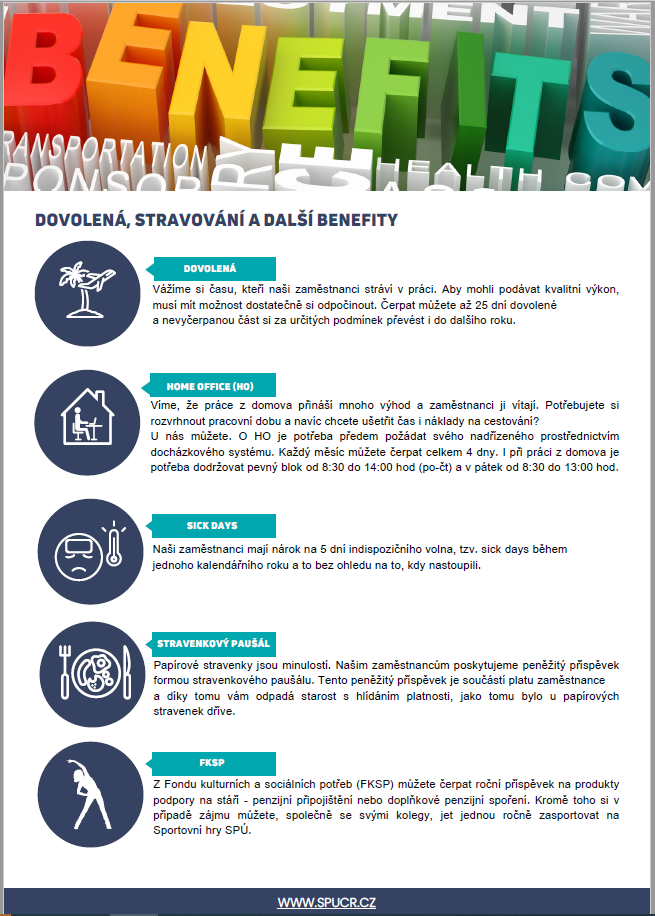 BENEFITS
TRANSPORTATION
HEALTH
DOVOLENÁ, STRAVOVÁNÍ A DALŠÍ BENEFITY
DOVOLENÁ
Vážíme si času, kteří naši zaměstnanci stráví v práci. Aby mohli podávat kvalitní výkon,
musí mít možnost dostatečně si odpočinout. Čerpat můžete až 25 dní dovolené
a nevyčerpanou část si za určitých podmínek převést i do dalšího roku.
HOME OFFICE (HO)
Víme, že práce z domova přináší mnoho výhod a zaměstnanci ji vítají. Potřebujete si
rozvrhnout pracovní dobu a navíc chcete ušetřit čas i náklady na cestování?
U nás můžete. O HO je potřeba předem požádat svého nadřízeného prostřednictvím
docházkového systému. Každý měsíc můžete čerpat celkem 4 dny. I při práci z domova je
potřeba dodržovat pevný blok od 8:30 do 14:00 hod (po-čt) a v pátek od 8:30 do 13:00 hod.
SICK DAYS
Naši zaměstnanci mají nárok na 5 dní indispozičního volna, tzv. sick days během
jednoho kalendářního roku a to bez ohledu na to, kdy nastoupili.
STRAVENKOVÝ PAUŠÁL
Papírové stravenky jsou minulostí. Našim zaměstnancům poskytujeme peněžitý příspěvek
formou stravenkového paušálu. Tento peněžitý příspěvek je součástí platu zaměstnance
a díky tomu vám odpadá starost s hlídáním platnosti, jako tomu bylo u papírových
stravenek dříve.
FKSP
Z Fondu kulturních a sociálních potřeb (FKSP) můžete čerpat roční příspěvek na produkty
podpory na stáří - penzijní připojištění nebo doplňkové penzijní spoření. Kromě toho si v
případě zájmu můžete, společně se svými kolegy, jet jednou ročně zasportovat na
Sportovní hry SPÚ.
WWW.SPUCR.CZ